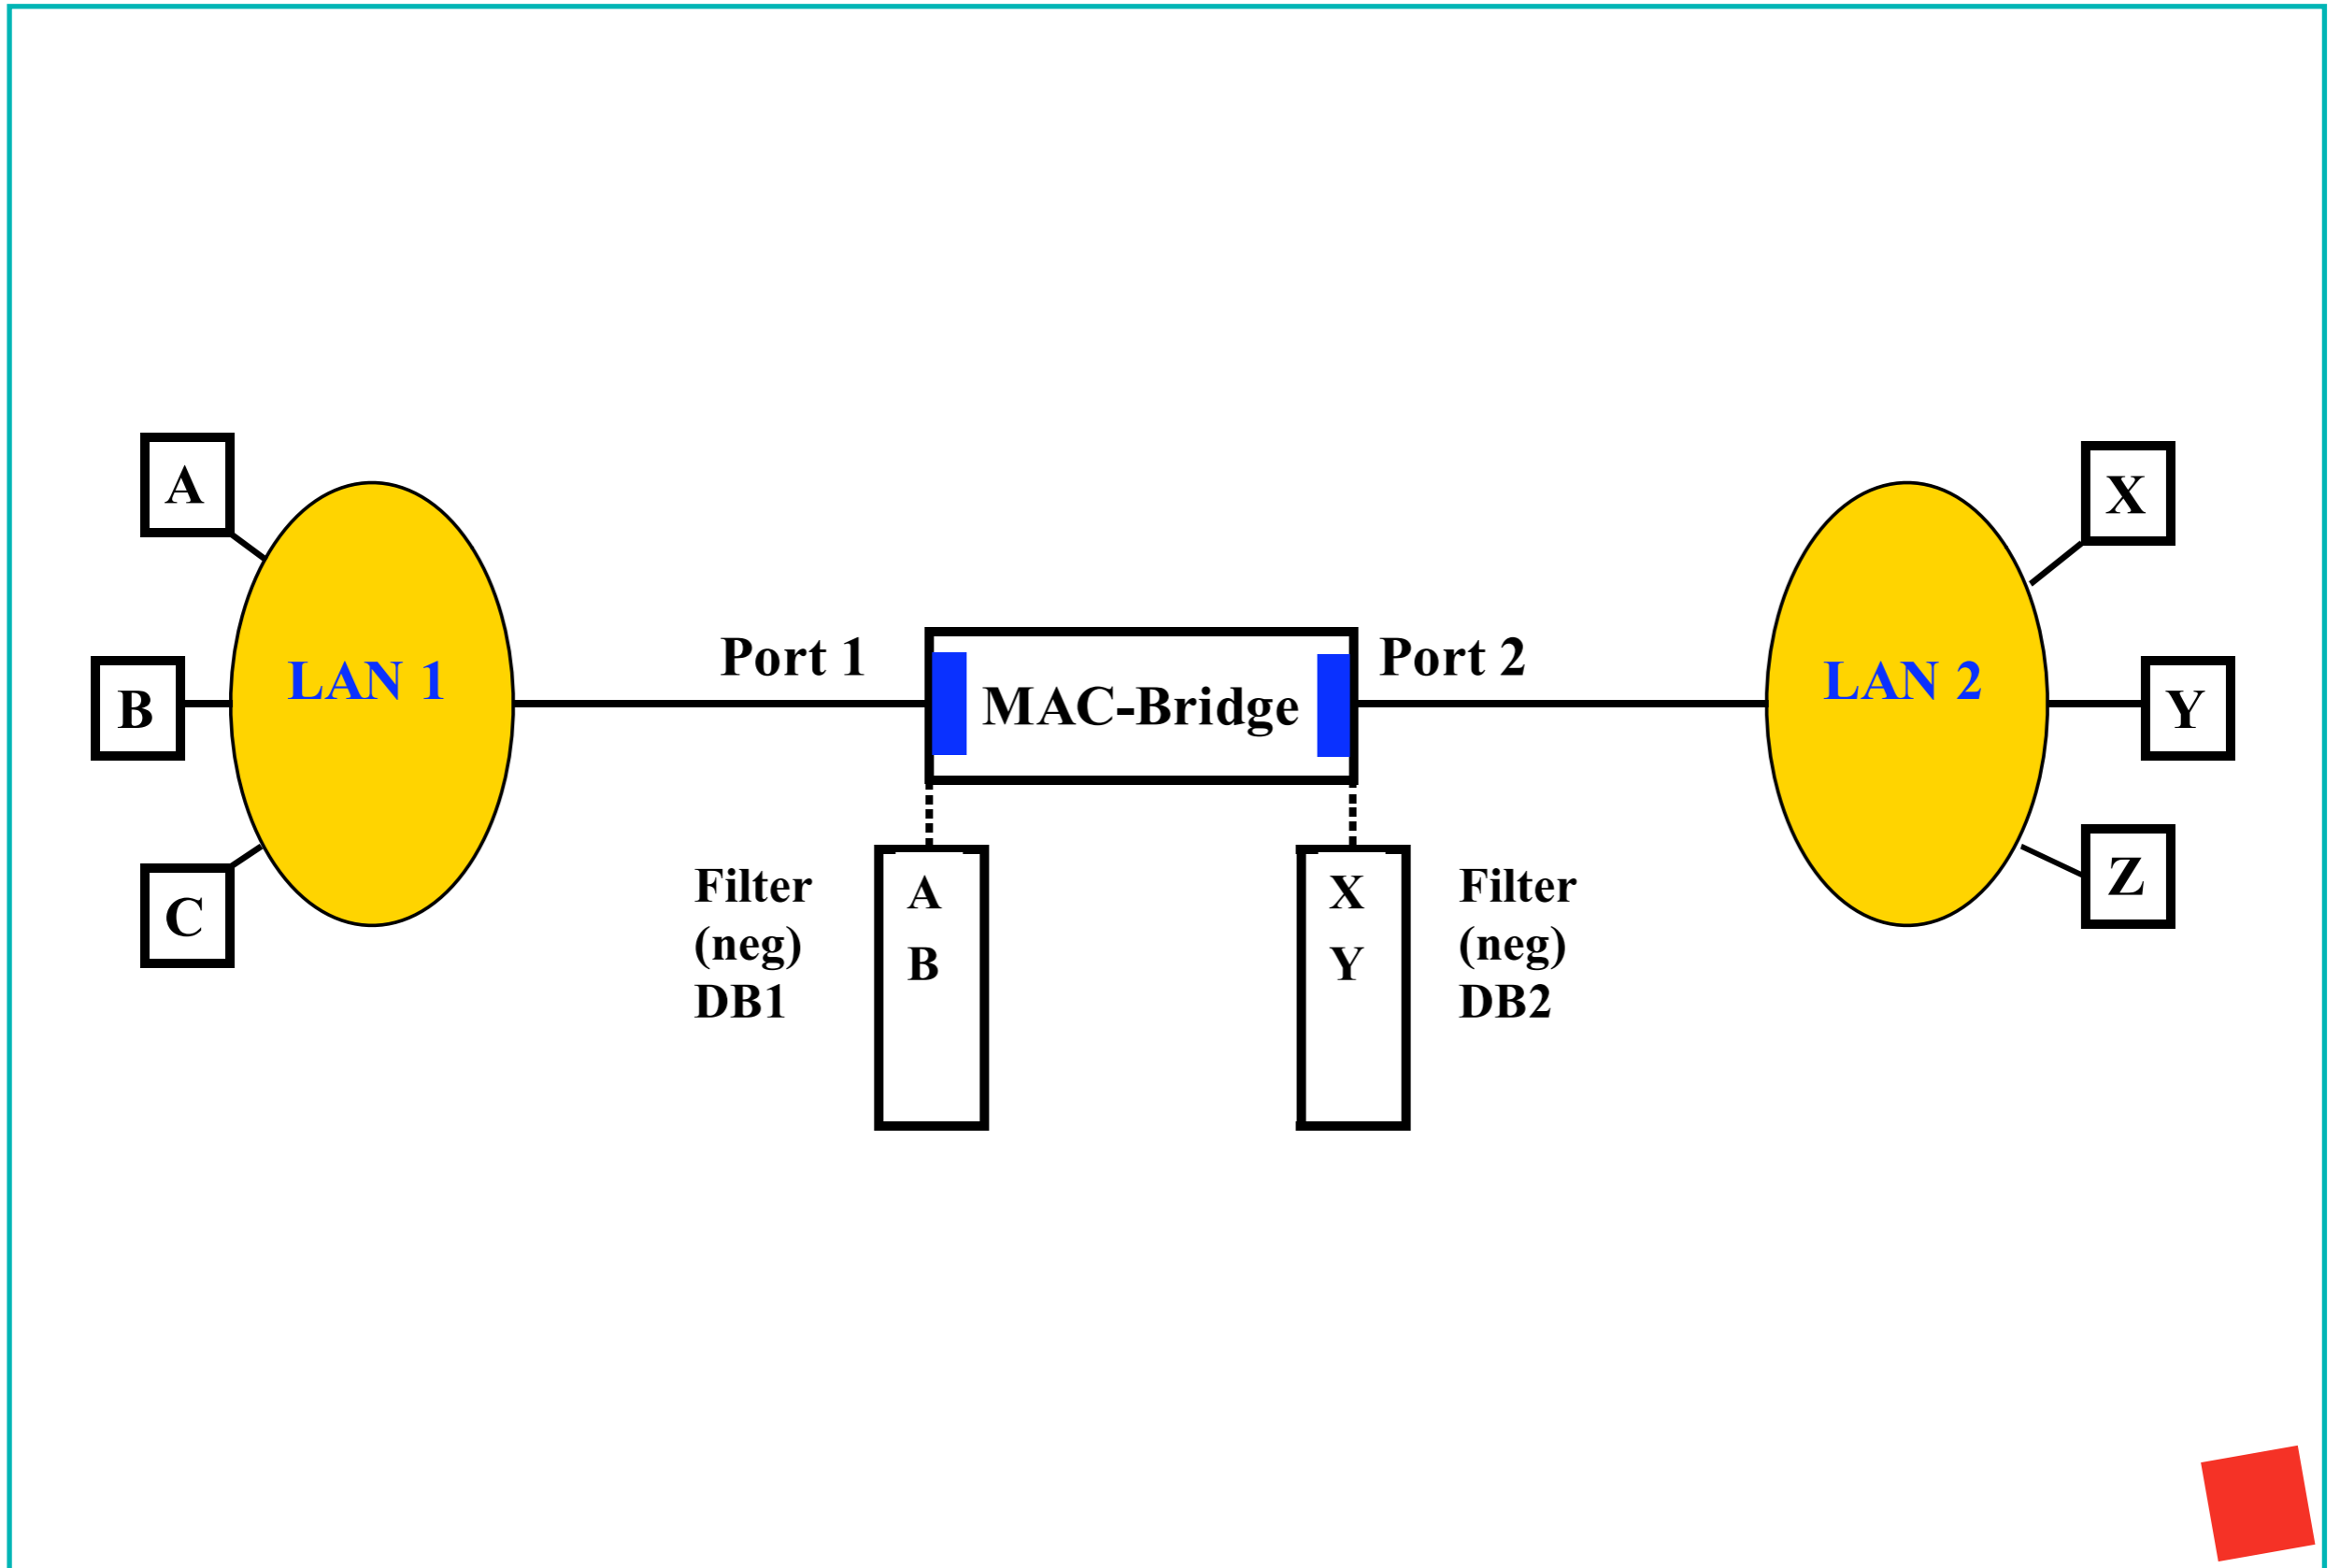 A
B
C
LAN 1
Port 1
MAC-Bridge
Port 2
LAN 2
X
Y
Z
Filter
(neg)
DB1
A
B
X
Y
Filter
(neg)
DB2